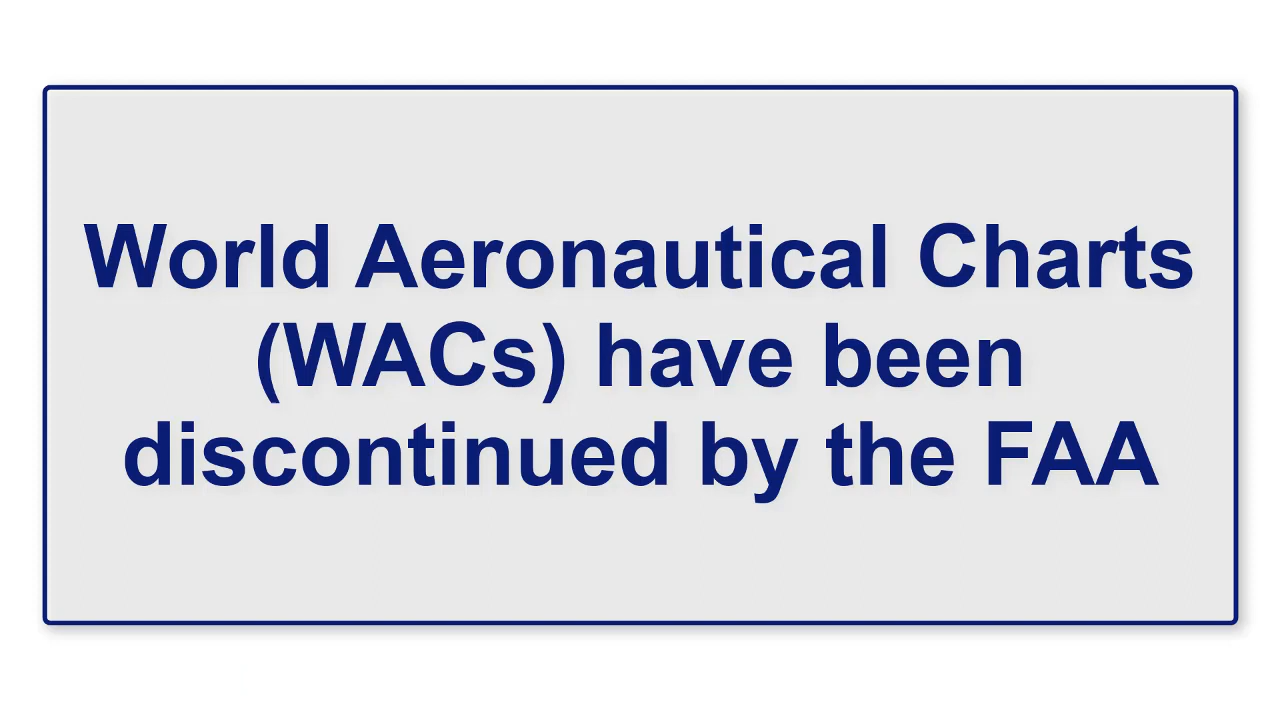 World Aeronautical Charts
(WACs) have been
discontinued by the FAA